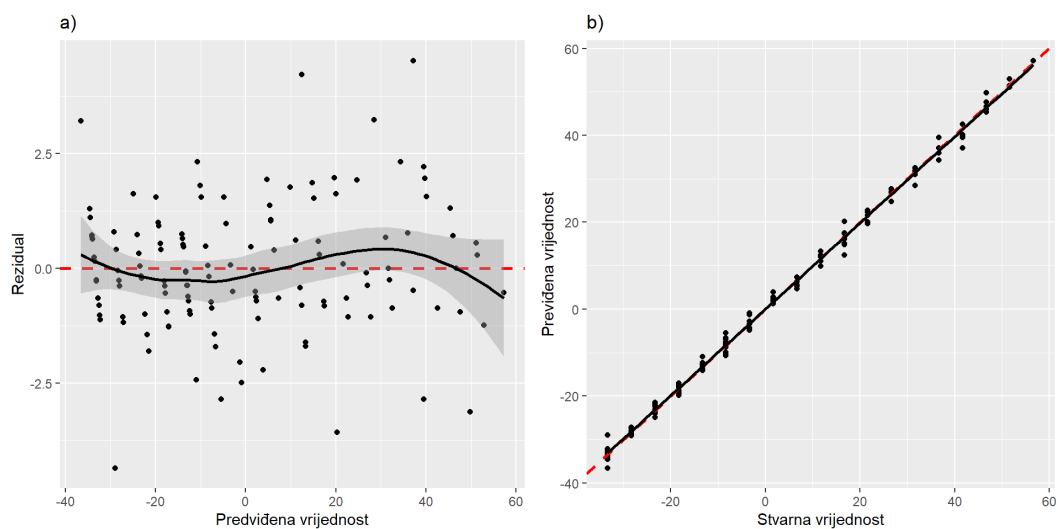 a)
2.5
0.0
-2.5
Rezidual
-40 -20 0 20 40 60
Predviđena vrijednost
b)
60
40
20
0
-20
-40
Previđena vrijednost
-20 0 20 40 60
Stvarna vrijednost